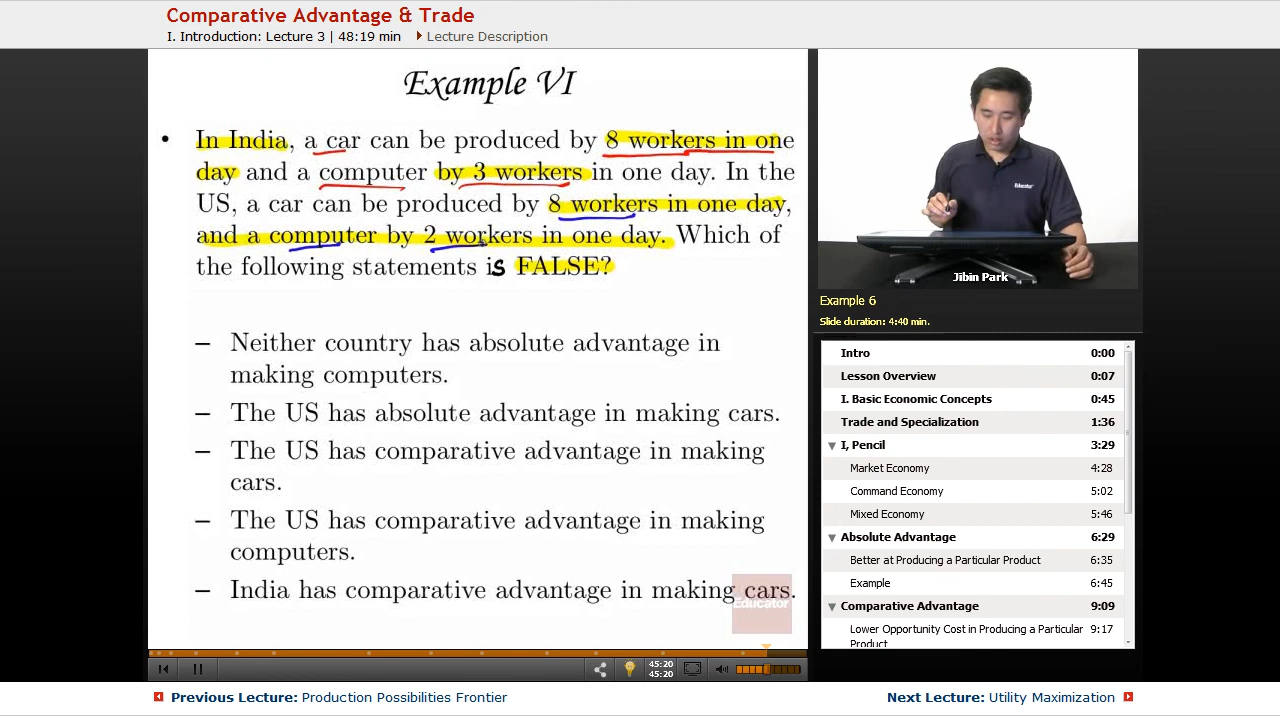 Comparative Advantage & Trade
I. Introduction: Lecture 3 | 48:19 min
Lecture Description
Example VI
• In India, a car can be produced by 8 workers in one
day and a computer by 3 workers in one day. In the
US, a car can be produced by 8 workers in one day,
and a computer by 2 workers in one day. Which of
the following statements is FALSE?
– Neither country has absolute advantage in
making computers.
– The US has absolute advantage in making cars.
– The US has comparative advantage in making
cars.
– The US has comparative advantage in making
computers.
– India has comparative advantage in making cars.
Educator
45:20
45:20
Educator
Jibin Park
Example 6
Slide duration: 4:40 min.
Intro 0:00
Lesson Overview 0:07
I. Basic Economic Concepts 0:45
Trade and Specialization 1:36
I, Pencil 3:29
Market Economy 4:28
Command Economy 5:02
Mixed Economy 5:46
Absolute Advantage 6:29
Better at Producing a Particular Product 6:35
Example 6:45
Comparative Advantage 9:09
Lower Opportunity Cost in Producing a Particular 9:17
Product
Previous Lecture: Production Possibilities Frontier
Next Lecture: Utility Maximization